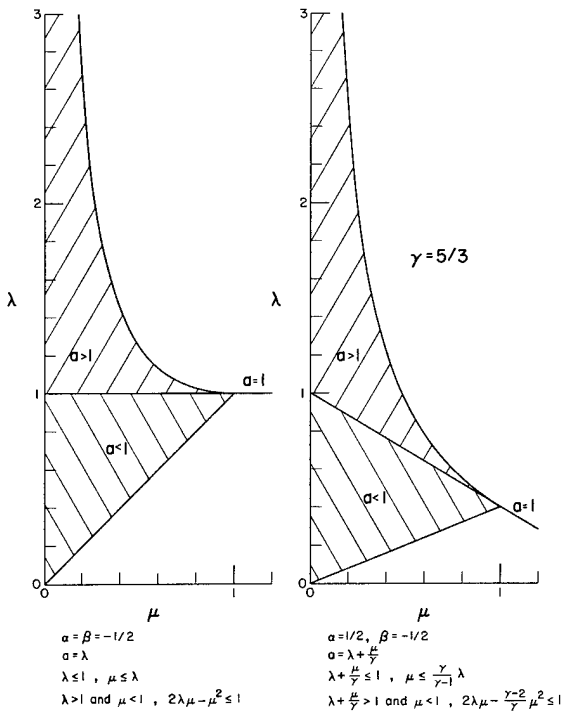 3
2
λ
a>1
a=1
1
a<1
0
0
1
μ
α=β=-1/2
a=λ
λ≤1 , μ≤λ
λ>1 and μ<1 , 2λμ-μ²≤1
3
γ=5/3
2
λ
a>1
1
a<1
a=1
0
0
1
μ
α=1/2, β=-1/2
a=λ+μ/γ
λ+μ/γ≤1 , μ≤γ/(γ-1) λ
λ+μ/γ>1 and μ<1 , 2λμ-(γ-2)/γ μ²≤1